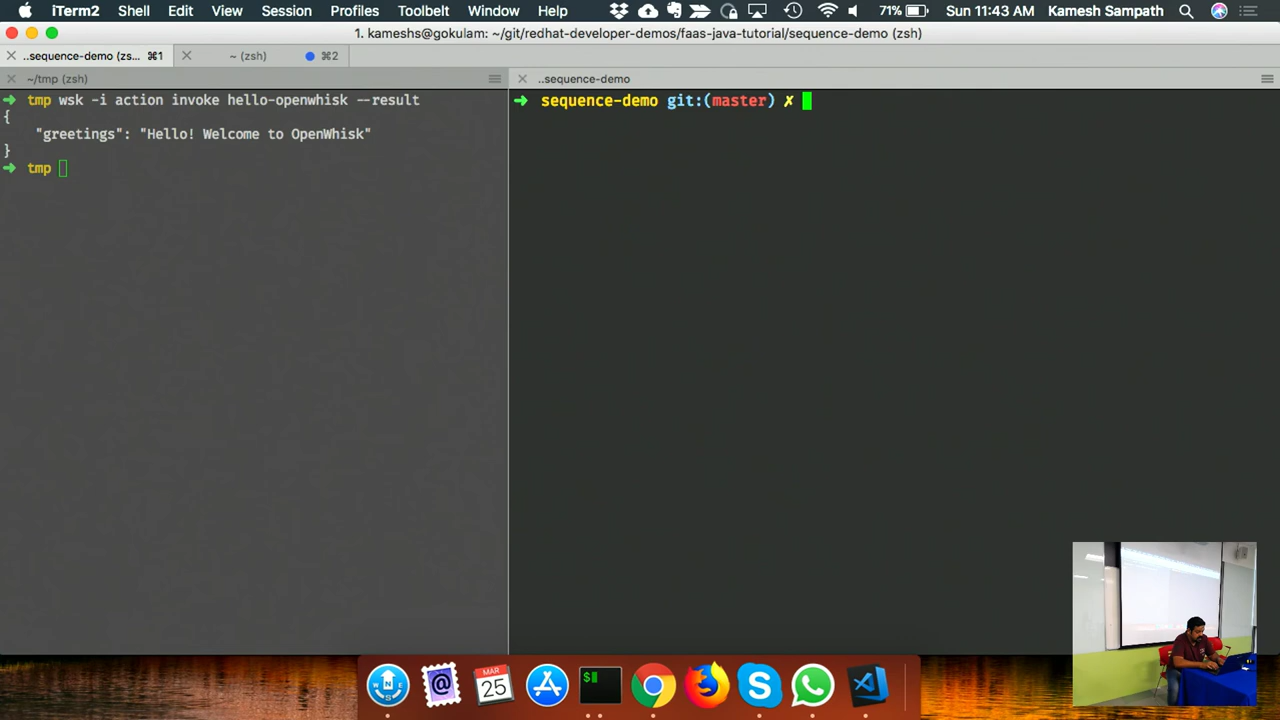 iTerm2 Shell Edit View Session Profiles Toolbelt Window Help 71% Sun 11:43 AM Kamesh Sampath
1. kameshs@gokulam: ~/git/redhat-developer-demos/faas-java-tutorial/sequence-demo (zsh)
..sequence-demo (zs... ⌘1 ~ (zsh) ⌘2
~/tmp (zsh)
..sequence-demo
➜ tmp wsk -i action invoke hello-openwhisk --result
{
"greetings": "Hello! Welcome to OpenWhisk"
}
➜ tmp
➜ sequence-demo git:(master) ✗
MAR
25
$